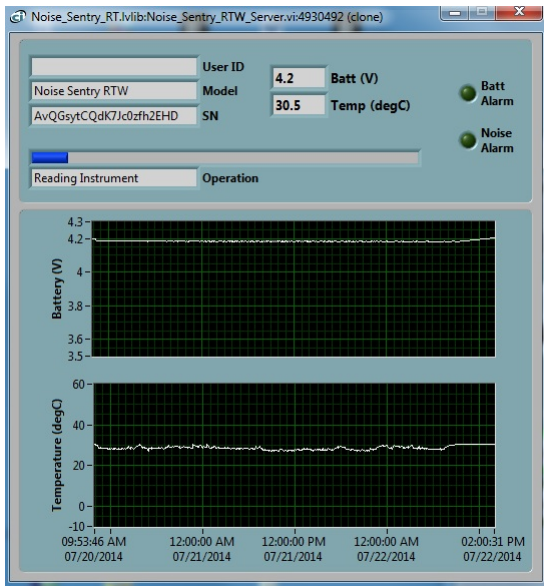 Noise_Sentry_RT.lvlib:Noise_Sentry_RTW_Server.vi:4930492 (clone)
User ID
Noise Sentry RTW Model
AvQGsytCQdK7Jc0zfh2EHD SN
4.2 Batt (V)
30.5 Temp (degC)
Batt
Alarm
Noise
Alarm
Reading Instrument Operation
Battery (V)
4.3
4.2
4
3.8
3.6
3.5
Temperature (degC)
60
40
20
0
-10
09:53:46 AM 12:00:00 AM 12:00:00 PM 12:00:00 AM 02:00:31 PM
07/20/2014 07/21/2014 07/21/2014 07/22/2014 07/22/2014